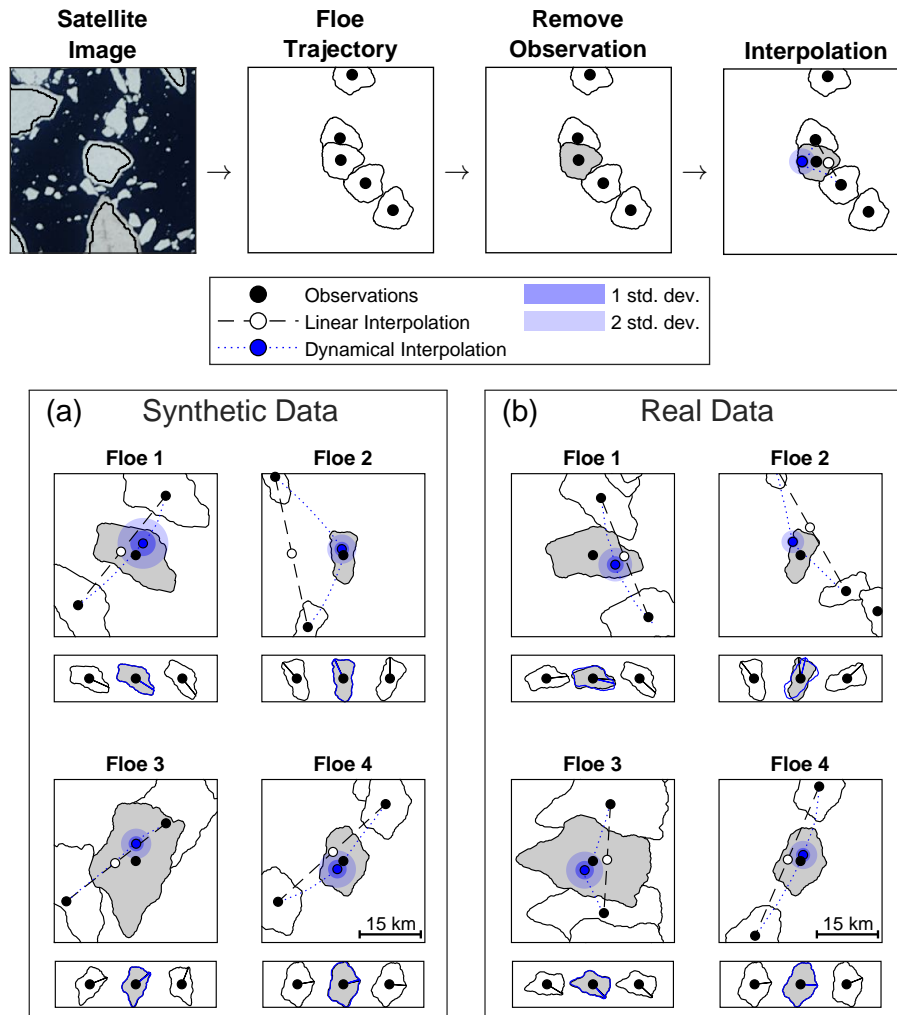 Satellite
Image
Floe
Trajectory
Remove
Observation
Interpolation
→ → →
Observations
Linear Interpolation
Dynamical Interpolation
1 std. dev.
2 std. dev.
(a) Synthetic Data
Floe 1
Floe 2
Floe 3
Floe 4
15 km
(b) Real Data
Floe 1
Floe 2
Floe 3
Floe 4
15 km